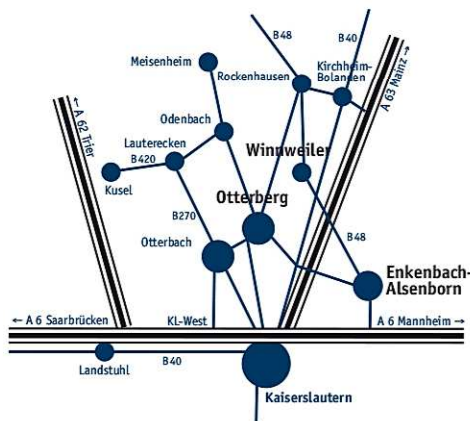 B48
B40
Meisenheim
Rockenhausen
Kirchheim-
Bolanden
A 63 Mainz →
← A 62 Trier
Odenbach
Lauterecken
Winnweiler
B420
Kusel
Otterberg
B270
Otterbach
B48
Enkenbach-
Alsenborn
← A 6 Saarbrücken
KL-West
A 6 Mannheim →
B40
Landstuhl
Kaiserslautern